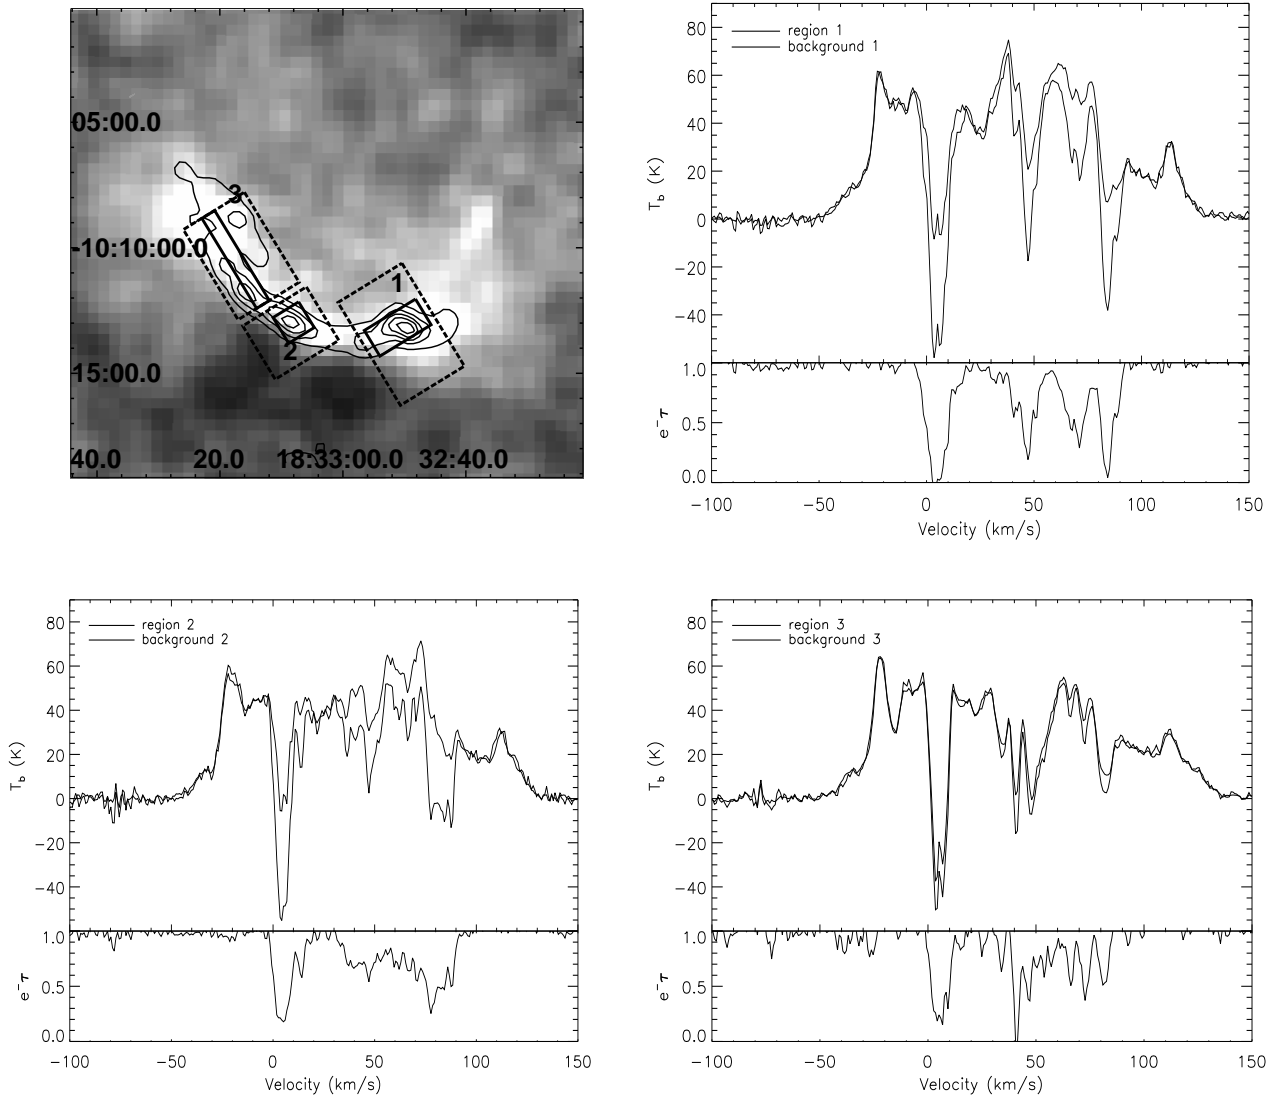 05:00.0
3
-10:10:00.0
1
2
15:00.0
40.0 20.0 18:33:00.0 32:40.0
region 1
background 1
80
60
40
20
0
−20
−40
T_b (K)
1.0
0.5
0.0
e^−τ
−100 −50 0 50 100 150
Velocity (km/s)
region 2
background 2
80
60
40
20
0
−20
−40
T_b (K)
1.0
0.5
0.0
e^−τ
−100 −50 0 50 100 150
Velocity (km/s)
region 3
background 3
80
60
40
20
0
−20
−40
T_b (K)
1.0
0.5
0.0
e^−τ
−100 −50 0 50 100 150
Velocity (km/s)